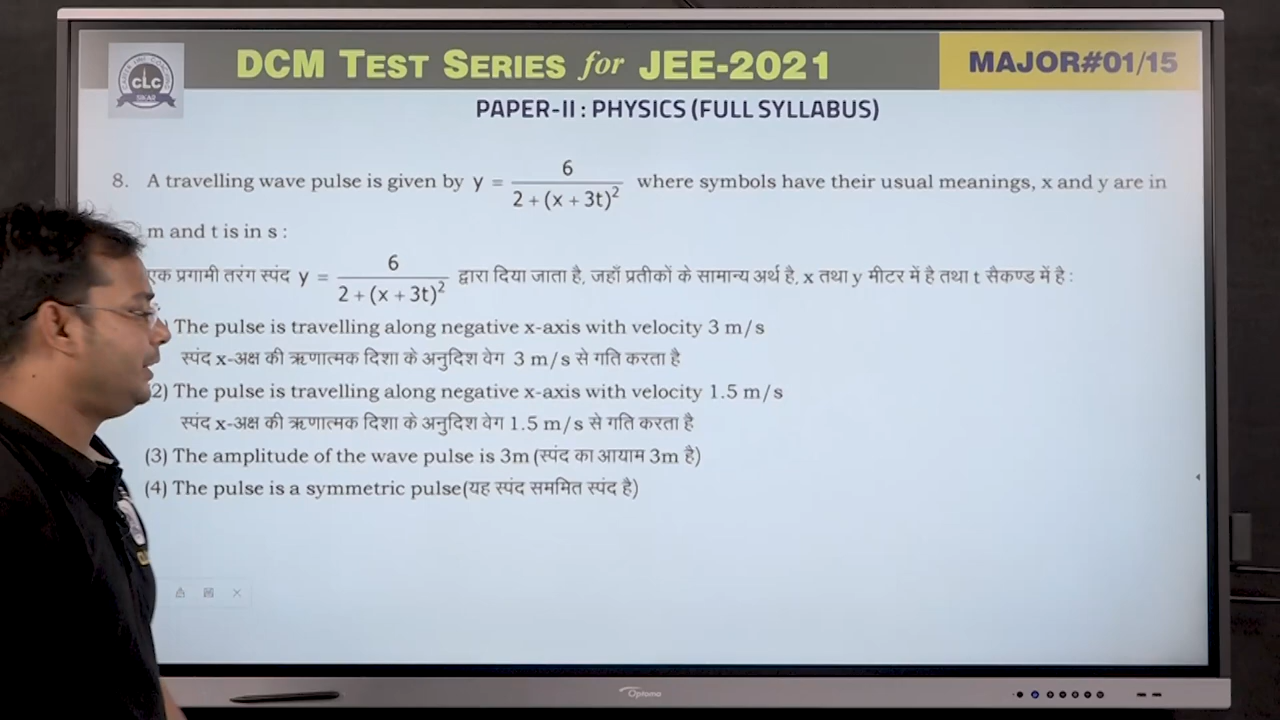 DCM TEST SERIES for JEE-2021
MAJOR#01/15
CLC
SIKAR
PAPER-II : PHYSICS (FULL SYLLABUS)
8. A travelling wave pulse is given by y = 6 / 2 + (x + 3t)² where symbols have their usual meanings, x and y are in
m and t is in s :
एक प्रगामी तरंग स्पंद y = 6 / 2 + (x + 3t)² द्वारा दिया जाता है, जहाँ प्रतीकों के सामान्य अर्थ है, x तथा y मीटर में है तथा t सैकण्ड में है :
) The pulse is travelling along negative x-axis with velocity 3 m/s
स्पंद x-अक्ष की ऋणात्मक दिशा के अनुदिश वेग 3 m/s से गति करता है
2) The pulse is travelling along negative x-axis with velocity 1.5 m/s
स्पंद x-अक्ष की ऋणात्मक दिशा के अनुदिश वेग 1.5 m/s से गति करता है
(3) The amplitude of the wave pulse is 3m (स्पंद का आयाम 3m है)
(4) The pulse is a symmetric pulse(यह स्पंद सममित स्पंद है)
Optoma